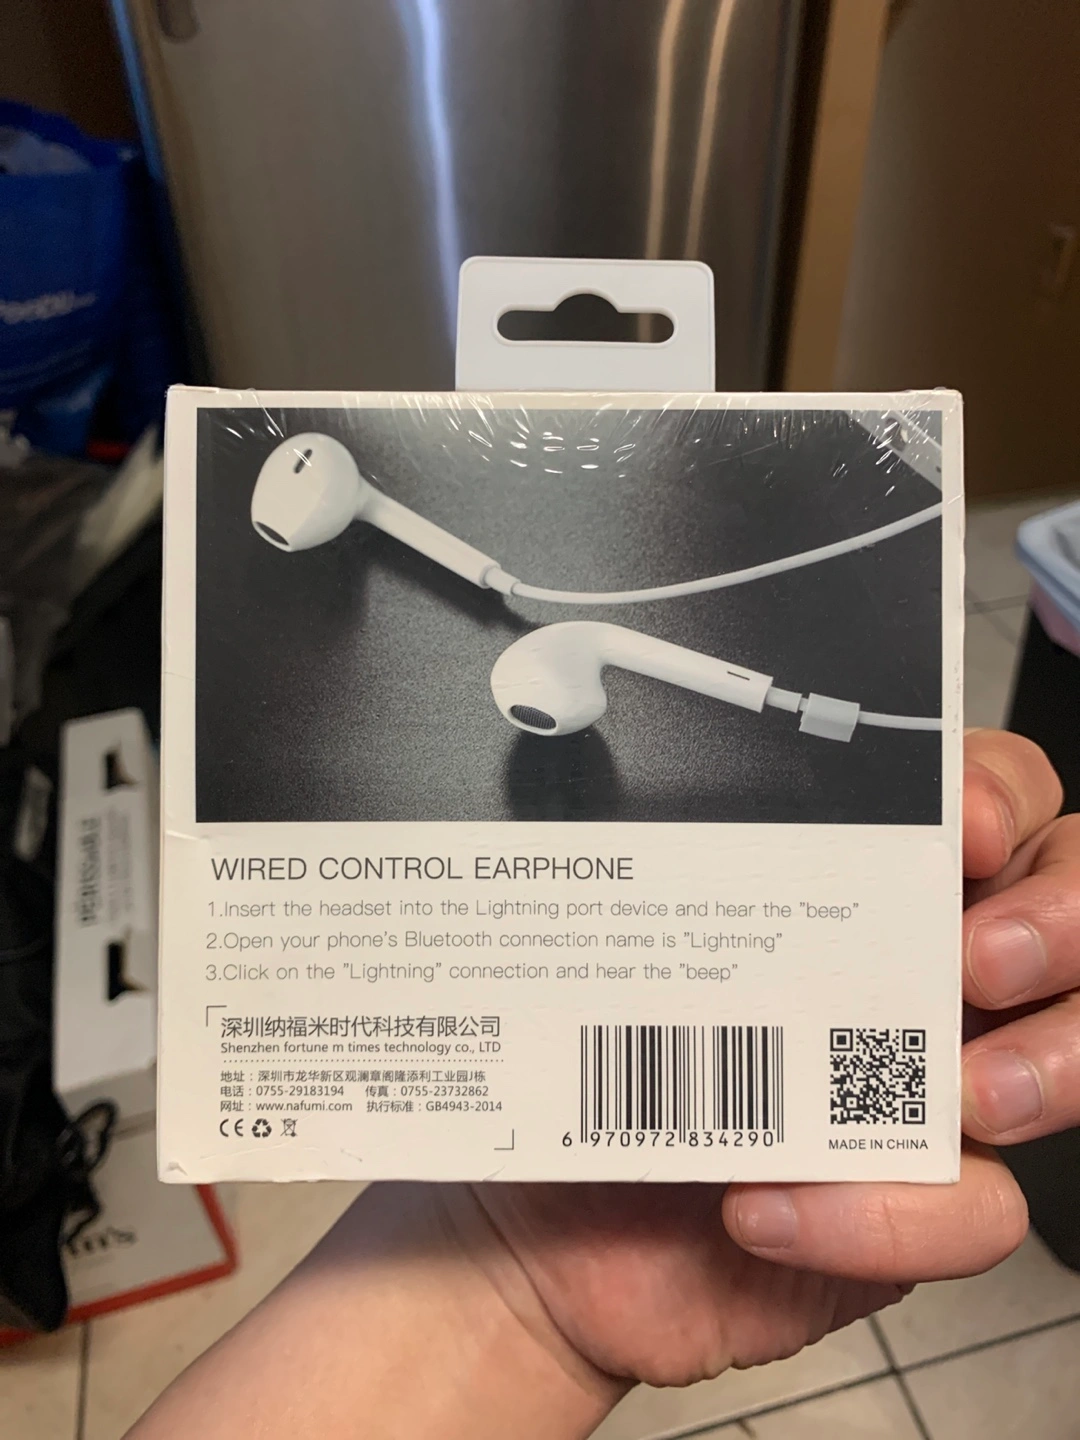 WIRED CONTROL EARPHONE
1.Insert the headset into the Lightning port device and hear the "beep"
2.Open your phone's Bluetooth connection name is "Lightning"
3.Click on the "Lightning" connection and hear the "beep"
深圳纳福米时代科技有限公司
Shenzhen fortune m times technology co., LTD
地址：深圳市龙华新区观澜章阁隆添利工业园J栋
电话：0755-29183194 传真：0755-23732862
网址：www.nafumi.com 执行标准：GB4943-2014
CE
6 970972 834290
MADE IN CHINA